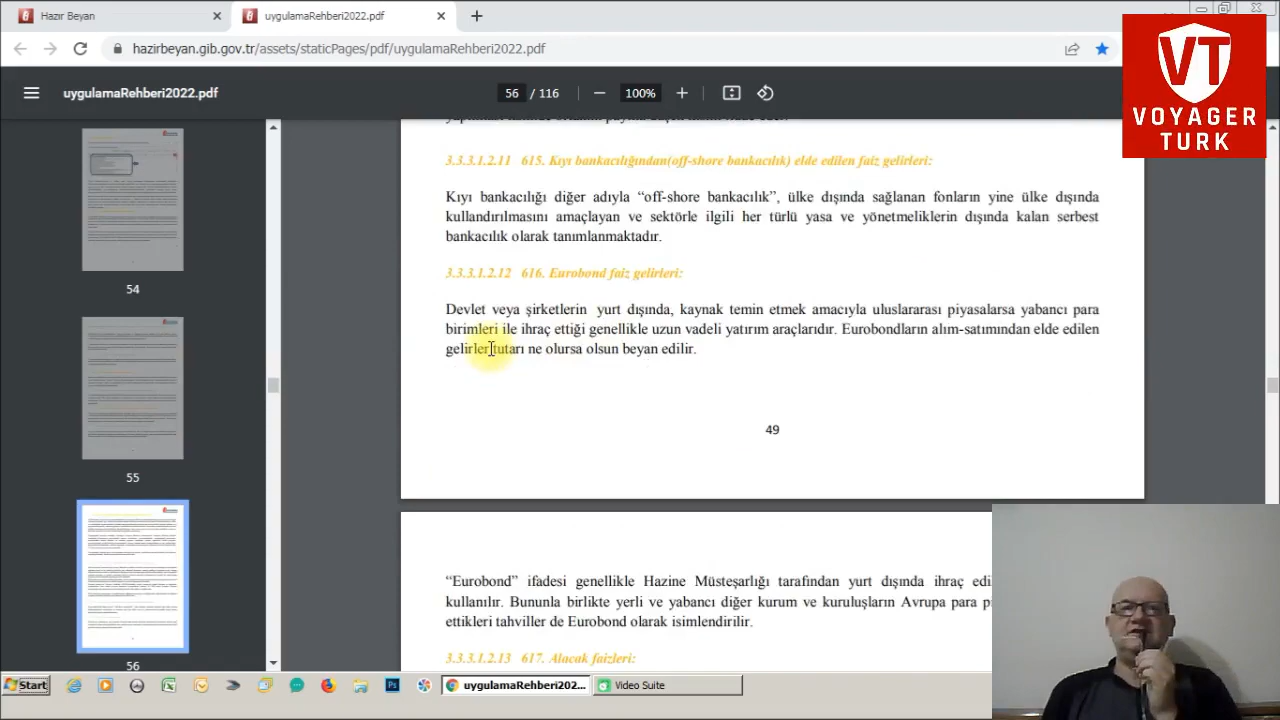 Hazır Beyan
uygulamaRehberi2022.pdf
hazirbeyan.gib.gov.tr/assets/staticPages/pdf/uygulamaRehberi2022.pdf
VT
VOYAGER
TURK
uygulamaRehberi2022.pdf
56 / 116
100%
3.3.3.1.2.11 615. Kıyı bankacılığından(off-shore bankacılık) elde edilen faiz gelirleri:
Kıyı bankacılığı diğer adıyla “off-shore bankacılık”, ülke dışında sağlanan fonların yine ülke dışında
kullandırılmasını amaçlayan ve sektörle ilgili her türlü yasa ve yönetmeliklerin dışında kalan serbest
bankacılık olarak tanımlanmaktadır.
3.3.3.1.2.12 616. Eurobond faiz gelirleri:
Devlet veya şirketlerin yurt dışında, kaynak temin etmek amacıyla uluslararası piyasalarsa yabancı para
birimleri ile ihraç ettiği genellikle uzun vadeli yatırım araçlarıdır. Eurobondların alım-satımından elde edilen
gelirler tutarı ne olursa olsun beyan edilir.
49
“Eurobond” ifadesi genellikle Hazine Müsteşarlığı tarafından yurt dışında ihraç edi
kullanılır. Bununla birlikte yerli ve yabancı diğer kurum ve kuruluşların Avrupa para p
ettikleri tahviller de Eurobond olarak isimlendirilir.
3.3.3.1.2.13 617. Alacak faizleri:
54
55
56
Start
uygulamaRehberi202...
Video Suite